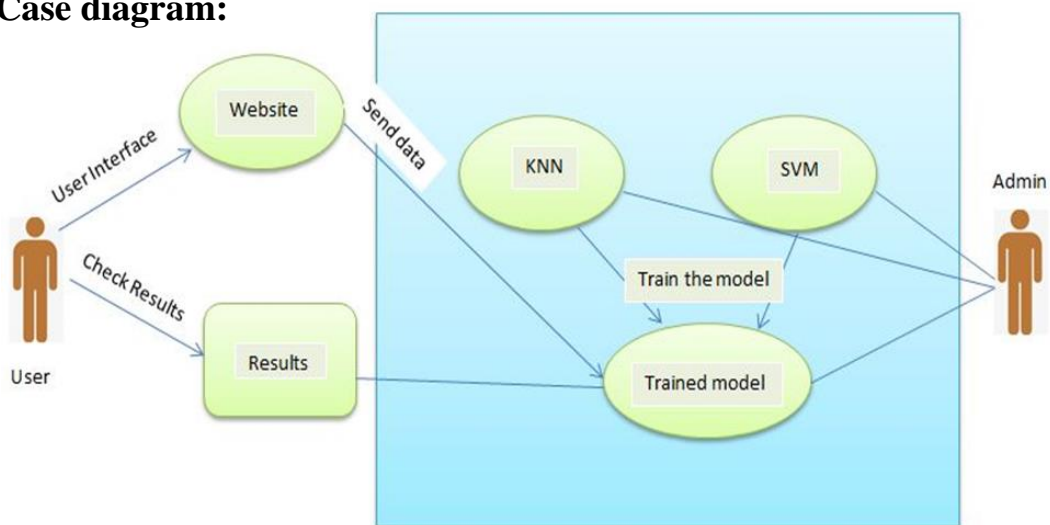 Case diagram:
Website
Send data
User Interface
KNN
SVM
Admin
Check Results
Train the model
User
Results
Trained model